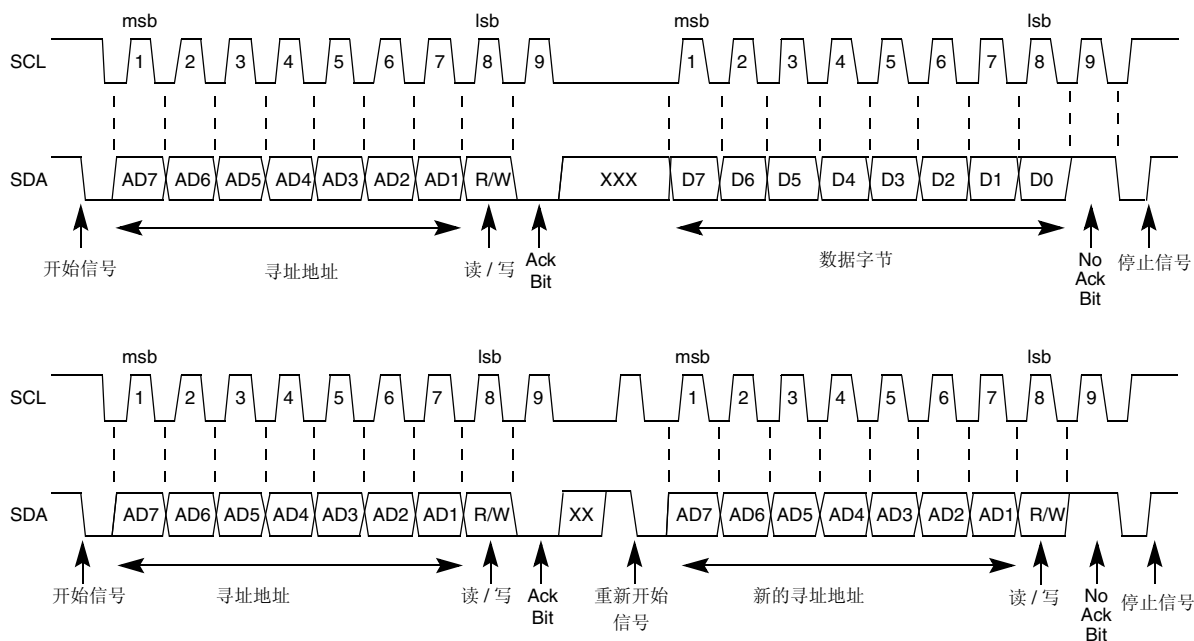 msb lsb msb lsb
SCL 1 2 3 4 5 6 7 8 9 1 2 3 4 5 6 7 8 9
SDA AD7 AD6 AD5 AD4 AD3 AD2 AD1 R/W XXX D7 D6 D5 D4 D3 D2 D1 D0
开始信号 寻址地址 读 / 写 Ack 数据字节 No 停止信号
Bit Ack
Bit
msb lsb msb lsb
SCL 1 2 3 4 5 6 7 8 9 1 2 3 4 5 6 7 8 9
SDA AD7 AD6 AD5 AD4 AD3 AD2 AD1 R/W XX AD7 AD6 AD5 AD4 AD3 AD2 AD1 R/W
开始信号 寻址地址 读 / 写 Ack 重新开始 新的寻址地址 读 / 写 No 停止信号
Bit 信号 Ack
Bit